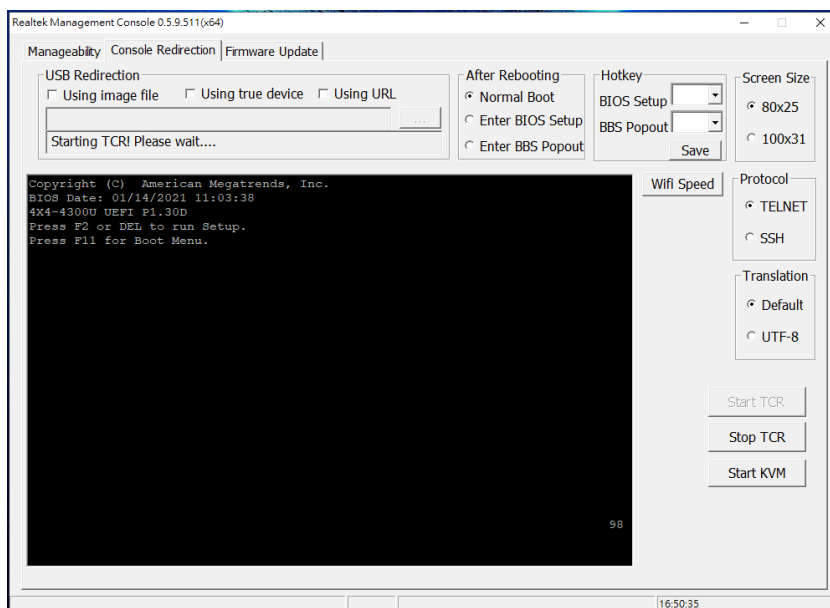 Realtek Management Console 0.5.9.511(x64)
Manageability Console Redirection Firmware Update
USB Redirection
Using image file Using true device Using URL
...
Starting TCR! Please wait....
After Rebooting
Normal Boot
Enter BIOS Setup
Enter BBS Popout
Hotkey
BIOS Setup
BBS Popout
Save
Screen Size
80x25
100x31
Copyright (C)  American Megatrends, Inc.
BIOS Date: 01/14/2021 11:03:38
4X4-4300U UEFI P1.30D
Press F2 or DEL to run Setup.
Press F11 for Boot Menu.
98
Wifi Speed
Protocol
TELNET
SSH
Translation
Default
UTF-8
Start TCR
Stop TCR
Start KVM
16:50:35